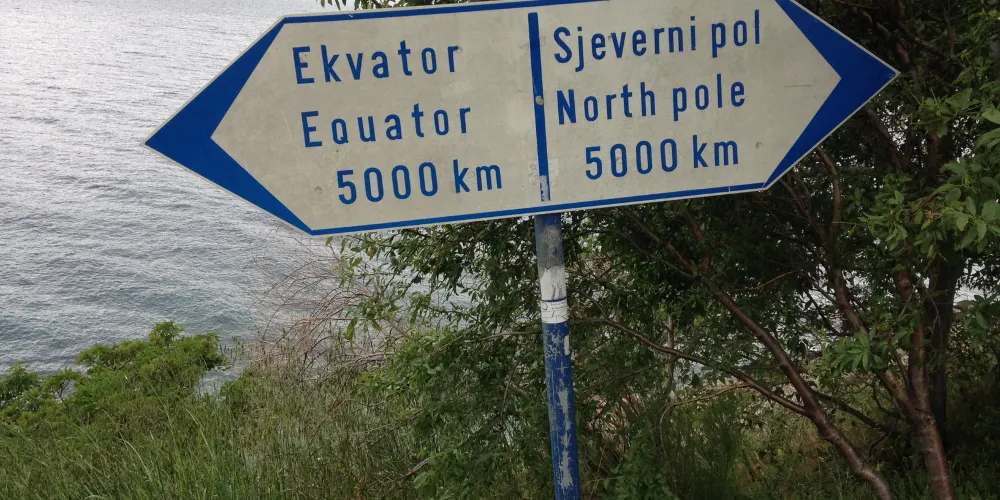 Ekvator
Equator
5000 km
Sjeverni pol
North pole
5000 km